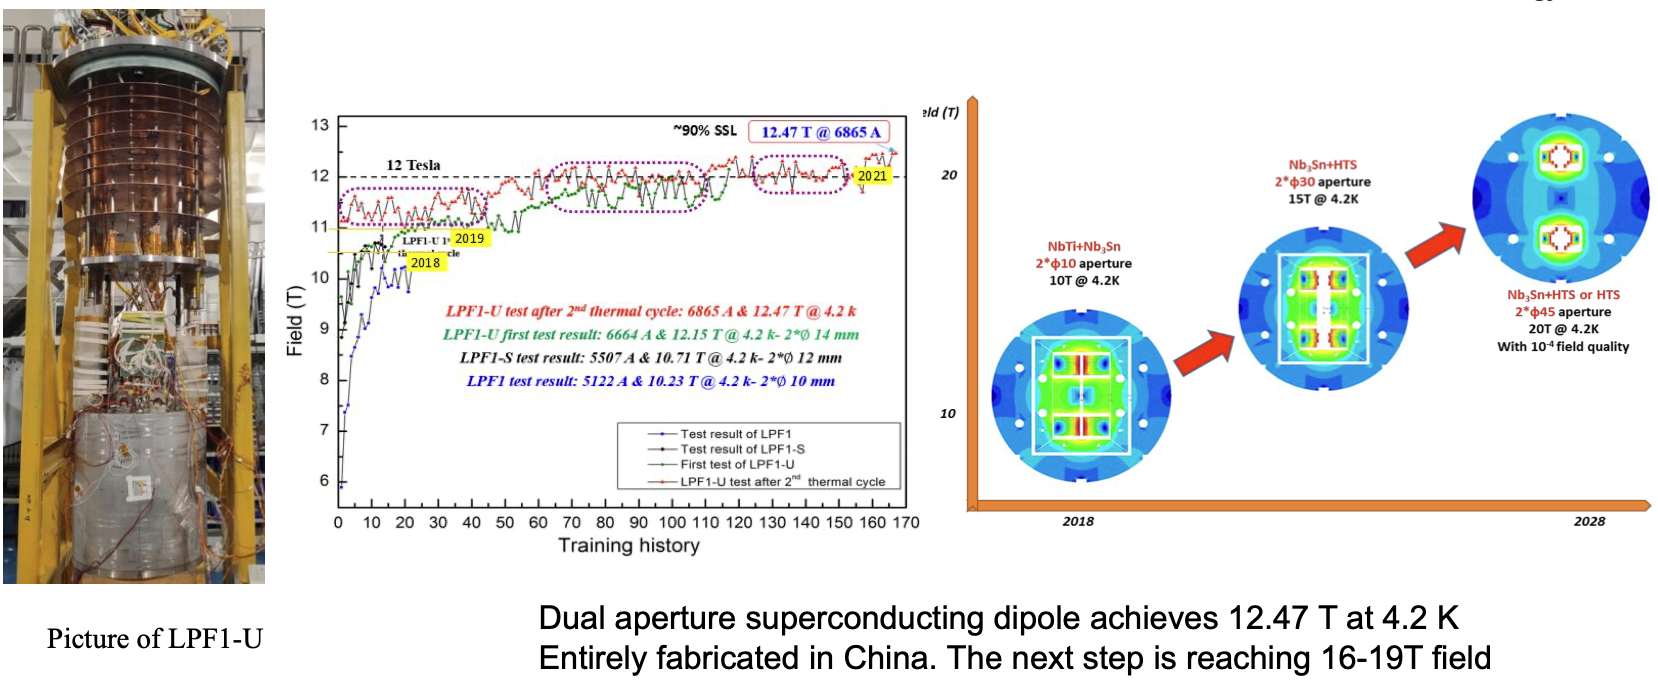 13
12
11
10
9
8
7
6
Field (T)
0 10 20 30 40 50 60 70 80 90 100 110 120 130 140 150 160 170
Training history
~90% SSL
12.47 T @ 6865 A
12 Tesla
2021
2019
LPF1-U 1
2018
LPF1-U test after 2nd thermal cycle: 6865 A & 12.47 T @ 4.2 k
LPF1-U first test result: 6664 A & 12.15 T @ 4.2 k- 2*Ø 14 mm
LPF1-S test result: 5507 A & 10.71 T @ 4.2 k- 2*Ø 12 mm
LPF1 test result: 5122 A & 10.23 T @ 4.2 k- 2*Ø 10 mm
Test result of LPF1
Test result of LPF1-S
First test of LPF1-U
LPF1-U test after 2nd thermal cycle
eld (T)
20
10
2018
2028
NbTi+Nb3Sn
2*ϕ10 aperture
10T @ 4.2K
Nb3Sn+HTS
2*ϕ30 aperture
15T @ 4.2K
Nb3Sn+HTS or HTS
2*ϕ45 aperture
20T @ 4.2K
With 10-4 field quality
Picture of LPF1-U
Dual aperture superconducting dipole achieves 12.47 T at 4.2 K
Entirely fabricated in China. The next step is reaching 16-19T field